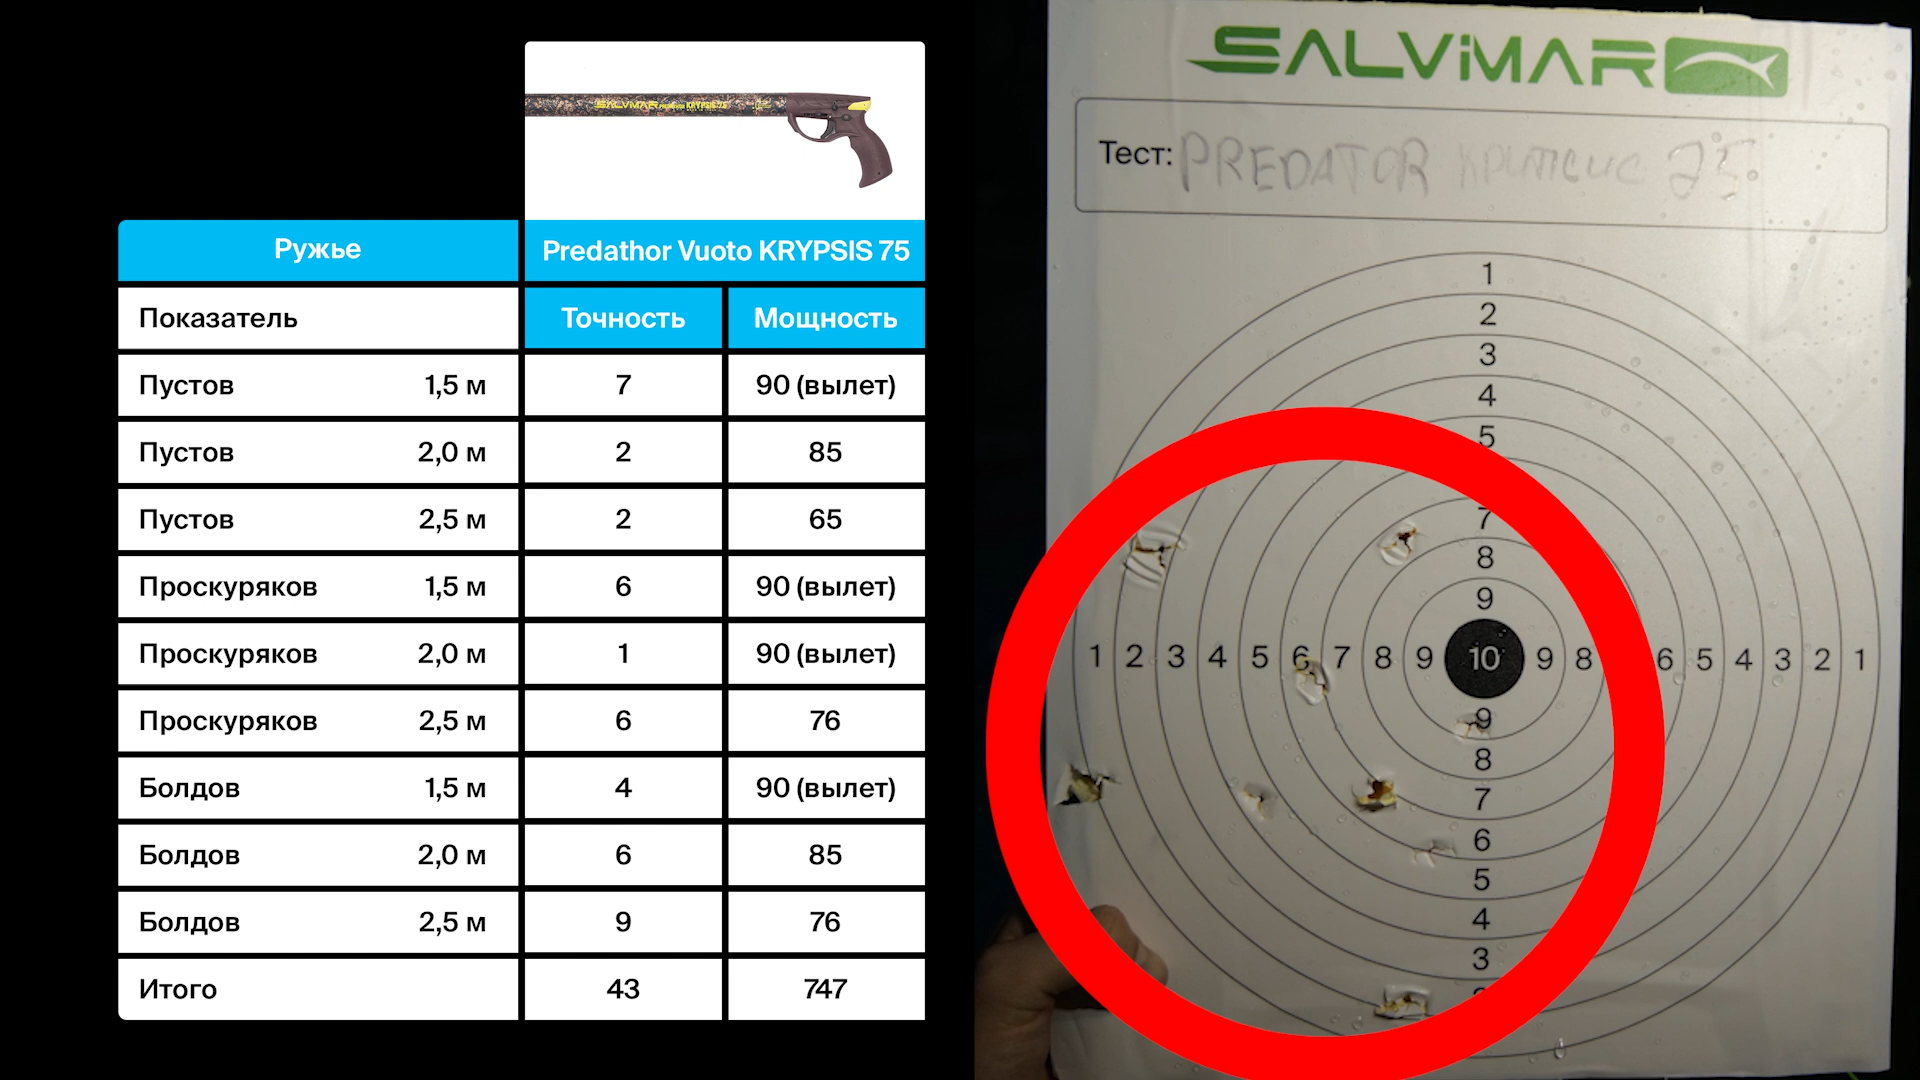 SALVIMAR KRYPSIS 75
Ружье Predathor Vuoto KRYPSIS 75
Показатель Точность Мощность
Пустов 1,5 м 7 90 (вылет)
Пустов 2,0 м 2 85
Пустов 2,5 м 2 65
Проскуряков 1,5 м 6 90 (вылет)
Проскуряков 2,0 м 1 90 (вылет)
Проскуряков 2,5 м 6 76
Болдов 1,5 м 4 90 (вылет)
Болдов 2,0 м 6 85
Болдов 2,5 м 9 76
Итого 43 747
SALVIMAR
Тест: PREDATOR Крипсис 75
1
2
3
4
5
7
8
9
1 2 3 4 5 6 7 8 9 10 9 8 6 5 4 3 2 1
9
8
7
6
5
4
3